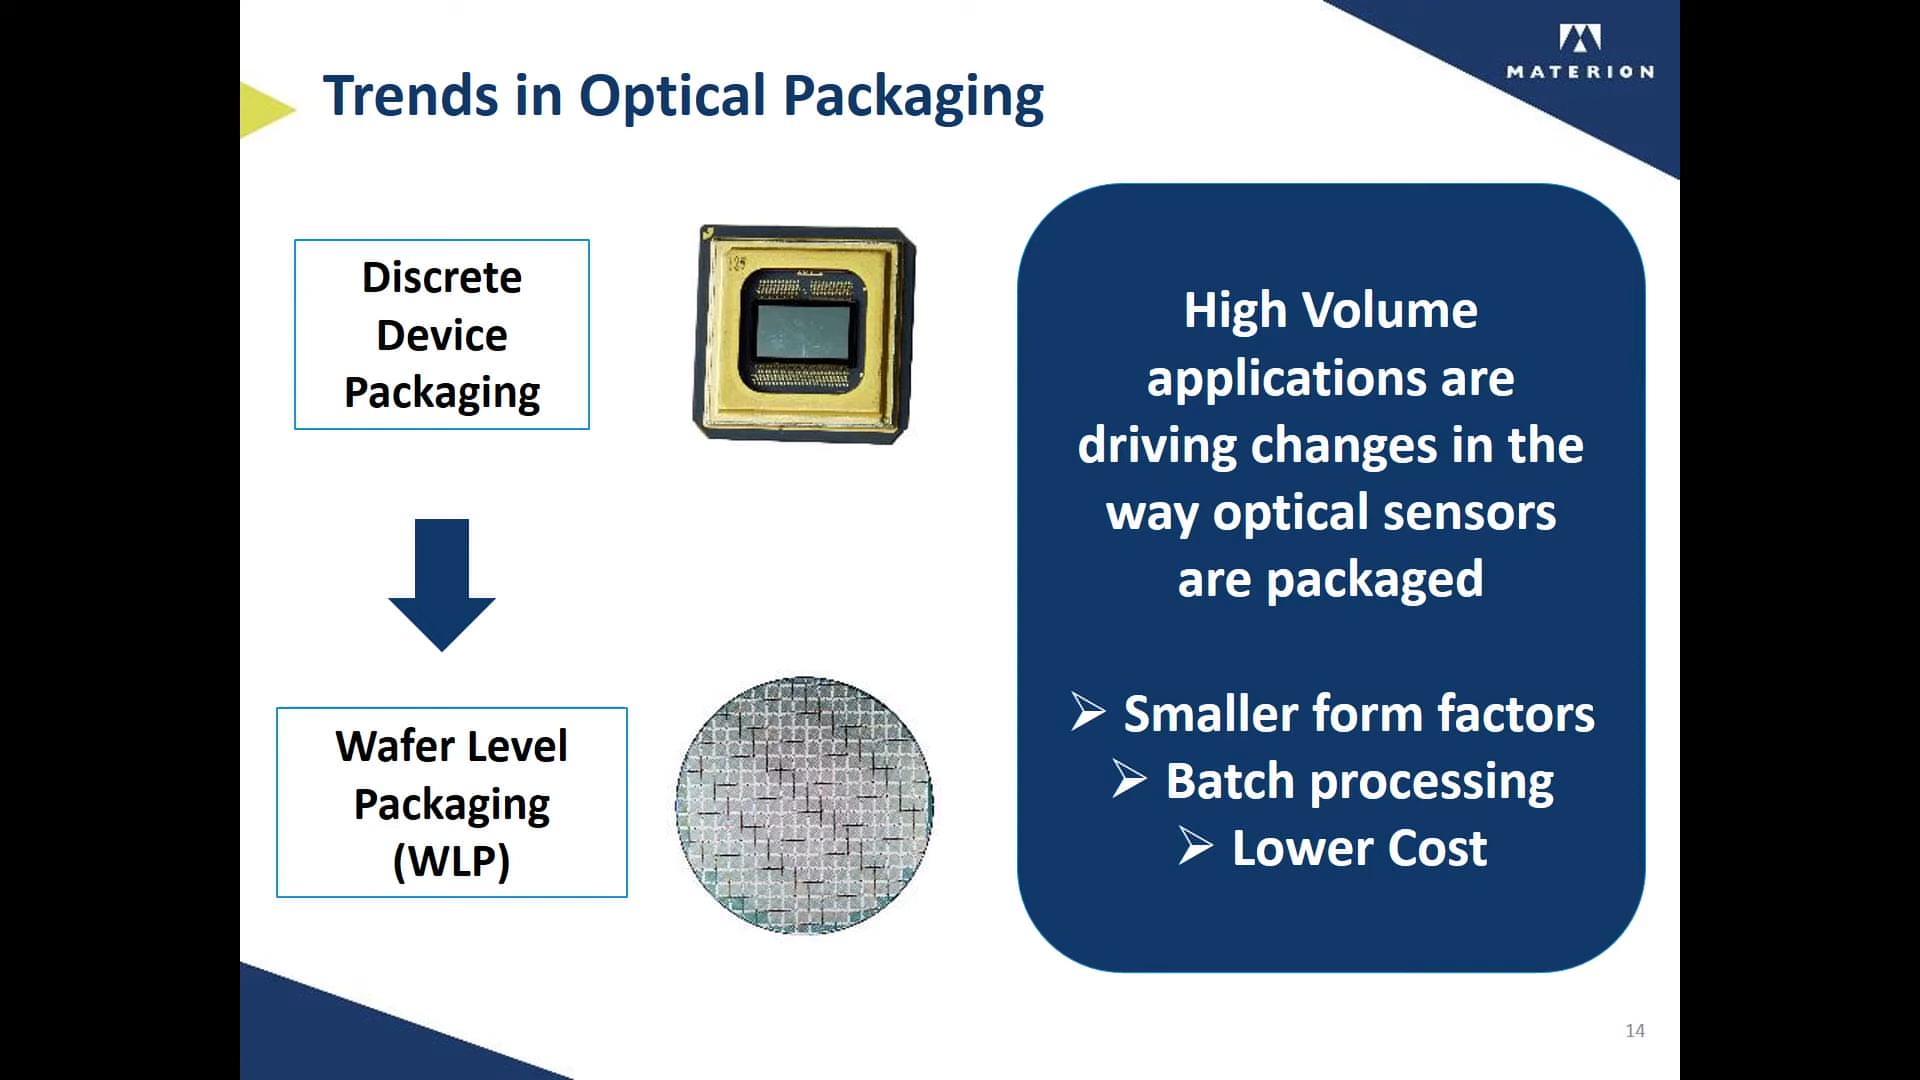 MATERION
Trends in Optical Packaging
Discrete
Device
Packaging
Wafer Level
Packaging
(WLP)
High Volume
applications are
driving changes in the
way optical sensors
are packaged
➢ Smaller form factors
➢ Batch processing
➢ Lower Cost
14